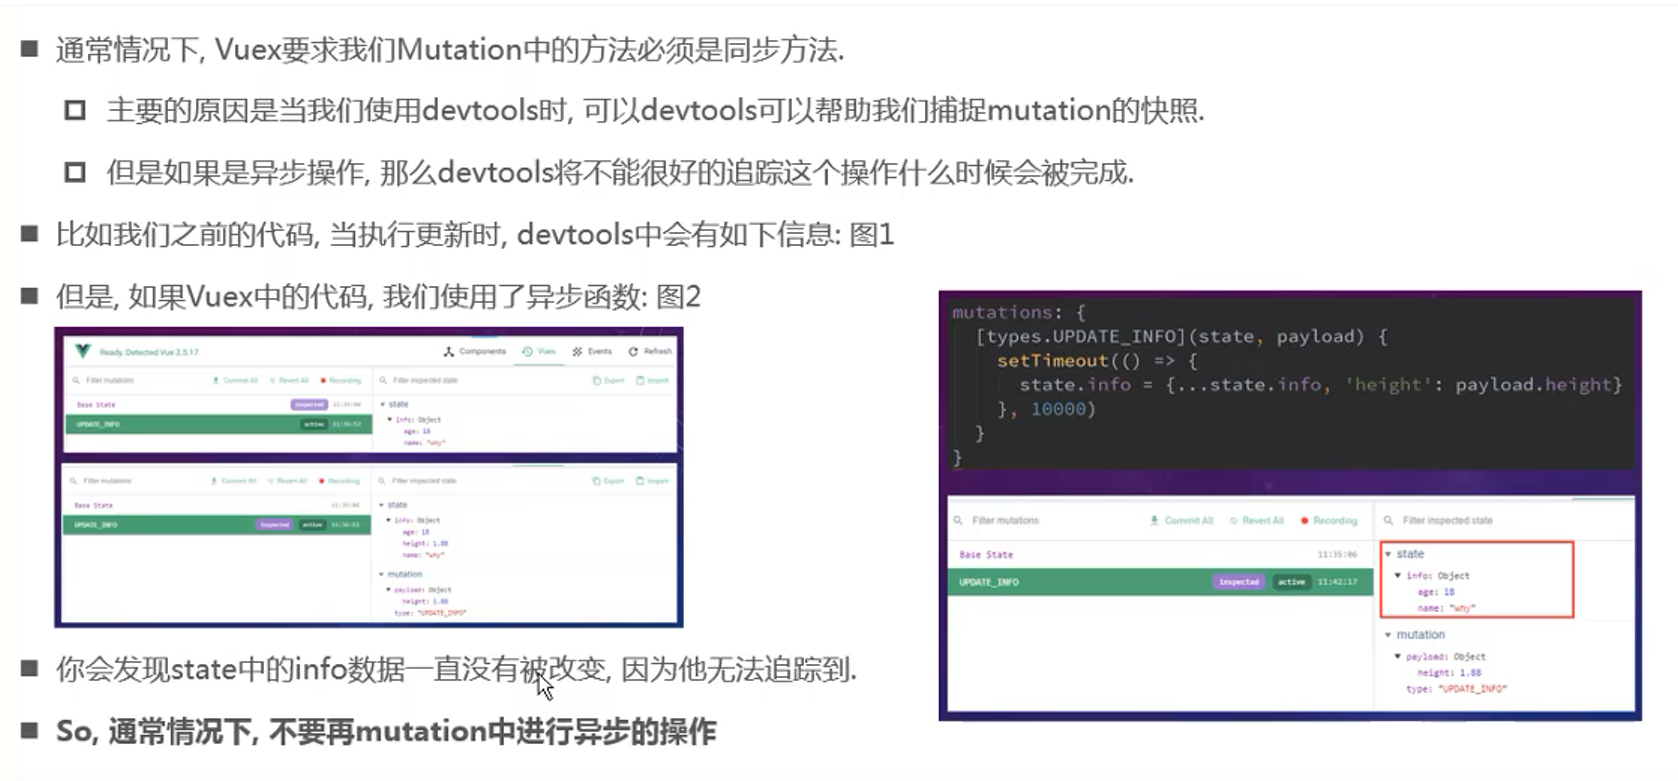 通常情况下, Vuex要求我们Mutation中的方法必须是同步方法.
主要的原因是当我们使用devtools时, 可以devtools可以帮助我们捕捉mutation的快照.
但是如果是异步操作, 那么devtools将不能很好的追踪这个操作什么时候会被完成.
比如我们之前的代码, 当执行更新时, devtools中会有如下信息: 图1
但是, 如果Vuex中的代码, 我们使用了异步函数: 图2
Ready. Detected Vue 2.5.17.
Components Vuex Events Refresh
Filter mutations Commit All Revert All Recording Filter inspected state Export Import
Base State inspected 11:35:06
state
UPDATE_INFO active 11:36:52
info: Object
age: 18
name: "why"
Filter mutations Commit All Revert All Recording Filter inspected state Export Import
Base State 11:35:06
state
UPDATE_INFO inspected active 11:36:52
info: Object
age: 18
height: 1.88
name: "why"
mutation
payload: Object
height: 1.88
type: "UPDATE_INFO"
mutations: {
[types.UPDATE_INFO](state, payload) {
setTimeout(() => {
state.info = {...state.info, 'height': payload.height}
}, 10000)
}
}
Filter mutations Commit All Revert All Recording Filter inspected state
Base State 11:35:06
state
UPDATE_INFO inspected active 11:42:17
info: Object
age: 18
name: "why"
mutation
payload: Object
height: 1.88
type: "UPDATE_INFO"
你会发现state中的info数据一直没有被改变, 因为他无法追踪到.
So, 通常情况下, 不要再mutation中进行异步的操作